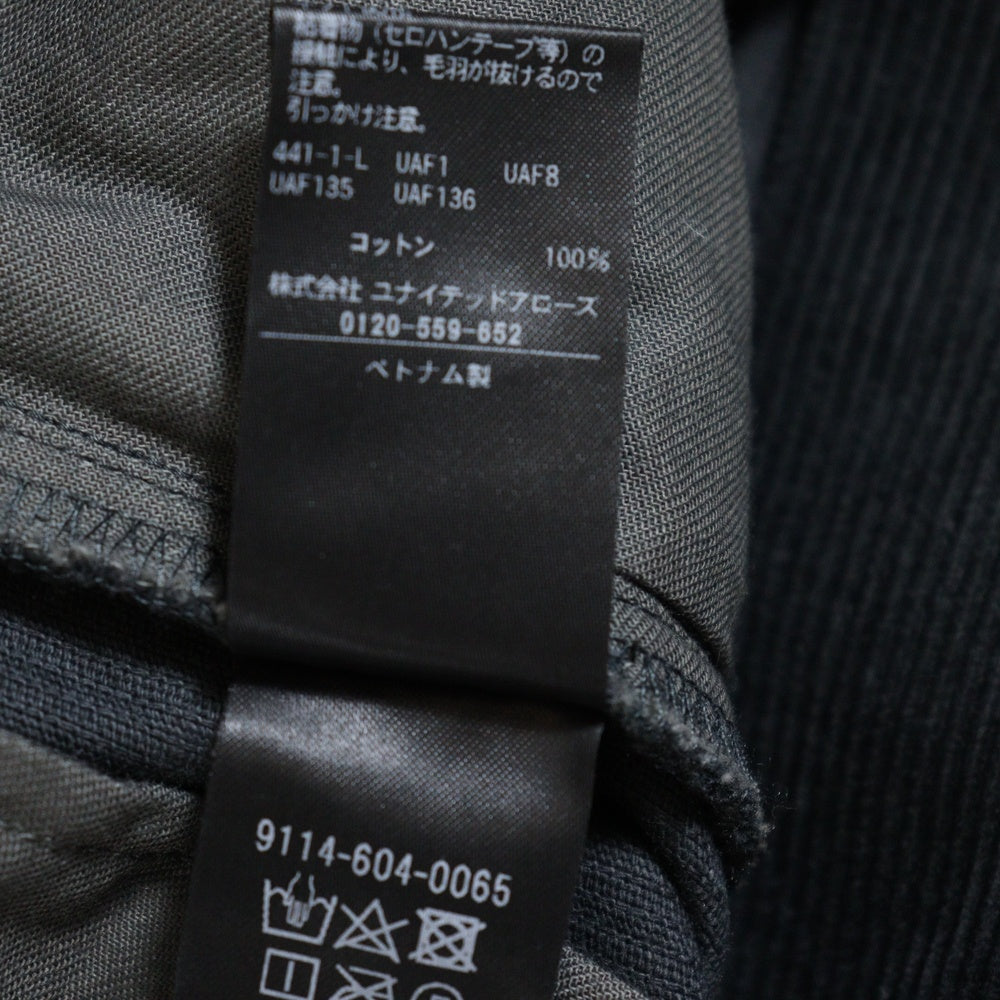 粘着物（セロハンテープ等）の
接触により、毛羽が抜けるので
注意。
引っかけ注意。
441-1-L UAF1 UAF8
UAF135 UAF136
コットン 100%
株式会社 ユナイテッドアローズ
0120-559-652
ベトナム製
9114-604-0065